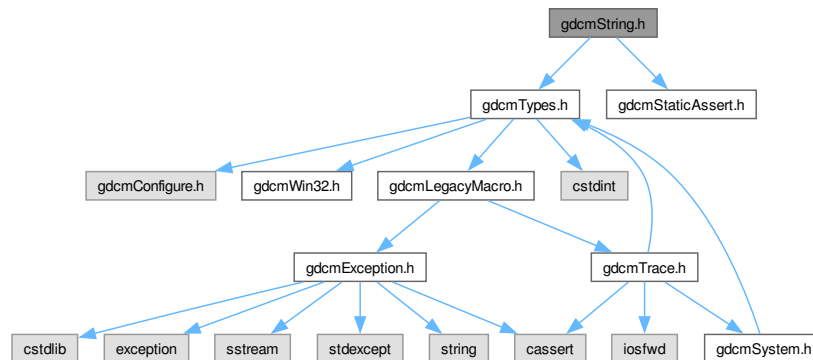 gdcmString.h
gdcmTypes.h
gdcmStaticAssert.h
gdcmConfigure.h
gdcmWin32.h
gdcmLegacyMacro.h
cstdint
gdcmException.h
gdcmTrace.h
cstdlib
exception
sstream
stdexcept
string
cassert
iosfwd
gdcmSystem.h